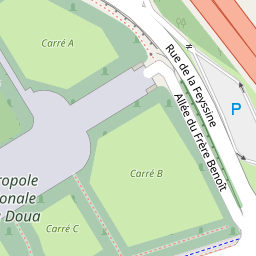 Carré A
Rue de la Feyssine
Allée du Frère Benoît
P
Carré B
ropole
onale
Doua
Carré C